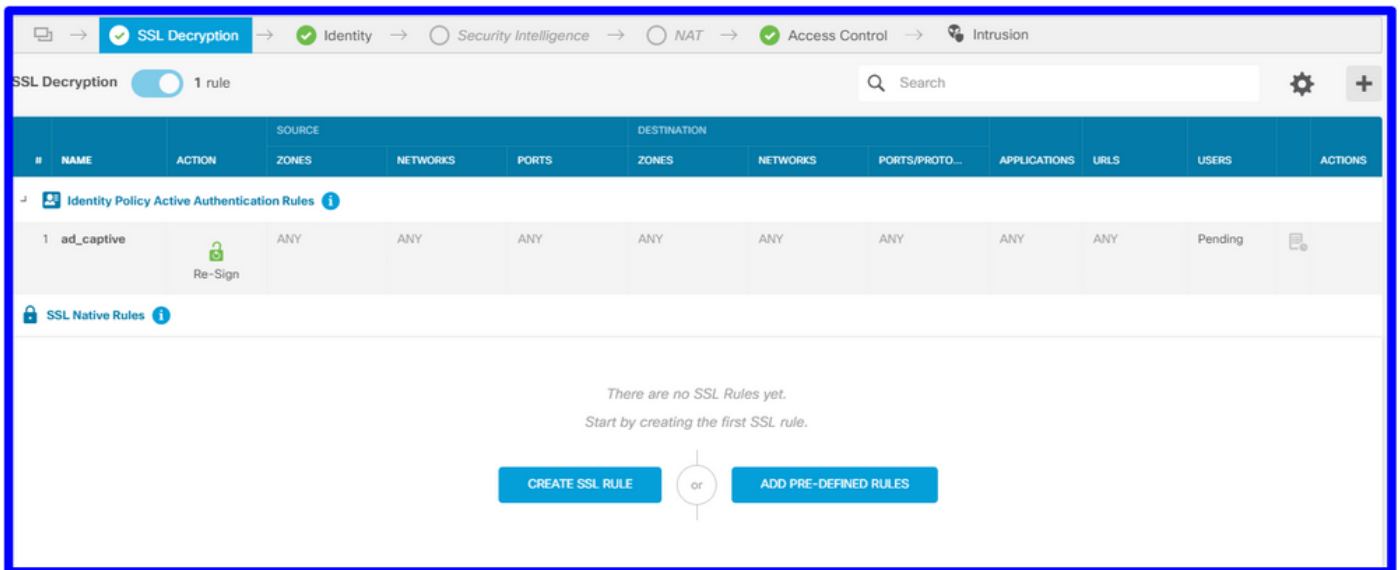 SSL Decryption → Identity → Security Intelligence → NAT → Access Control → Intrusion
SSL Decryption 1 rule Search
SOURCE DESTINATION
# NAME ACTION ZONES NETWORKS PORTS ZONES NETWORKS PORTS/PROTO... APPLICATIONS URLS USERS ACTIONS
Identity Policy Active Authentication Rules
1 ad_captive Re-Sign ANY ANY ANY ANY ANY ANY ANY ANY Pending
SSL Native Rules
There are no SSL Rules yet.
Start by creating the first SSL rule.
CREATE SSL RULE or ADD PRE-DEFINED RULES